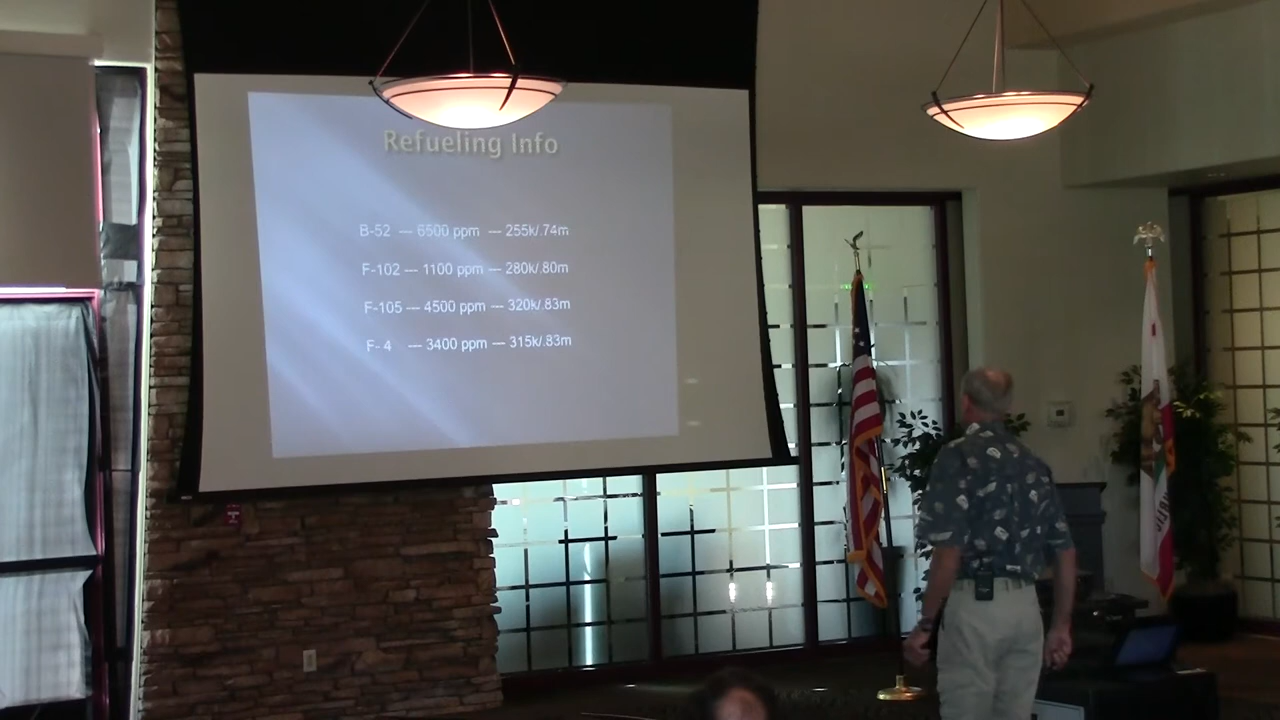 Refueling Info
B-52 --- 6500 ppm --- 255k/.74m
F-102 --- 1100 ppm --- 280k/.80m
F-105 --- 4500 ppm --- 320k/.83m
F- 4 --- 3400 ppm --- 315k/.83m